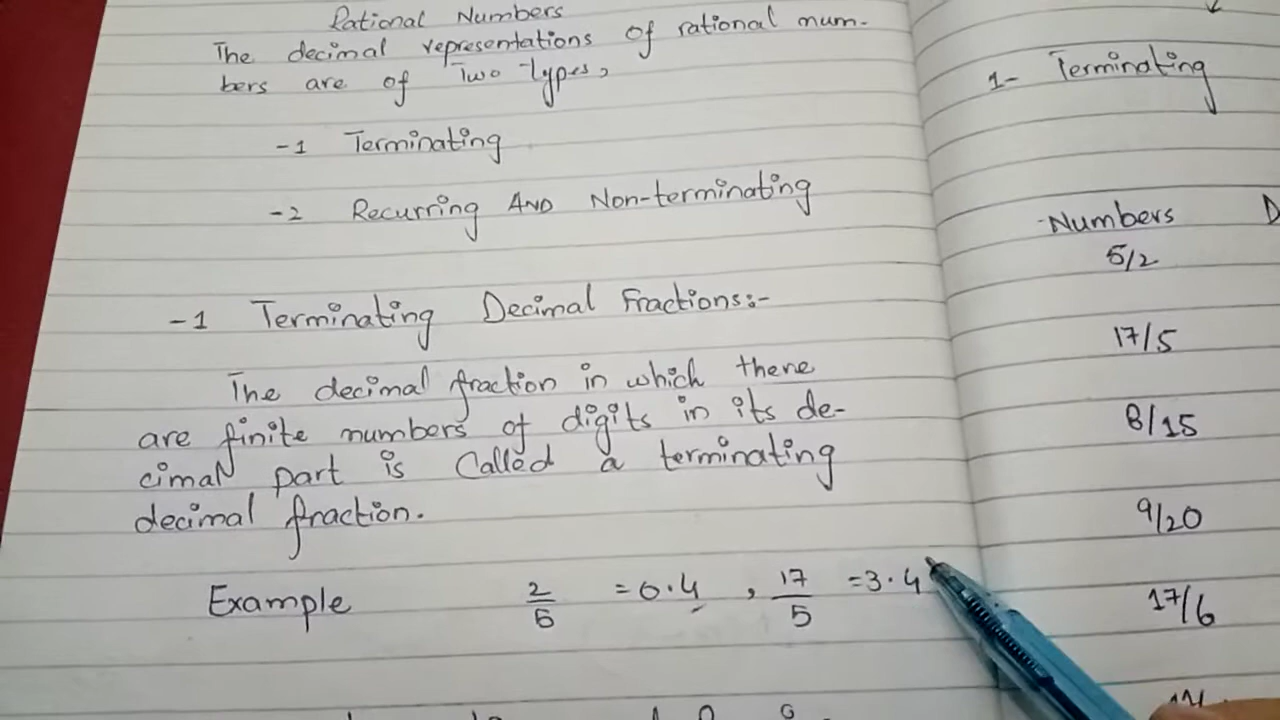 Rational Numbers
The decimal representations of rational num-
bers are of Two Types,
-1 Terminating
-2 Recurring AND Non-terminating
-1 Terminating Decimal Fractions:-
The decimal fraction in which there
are finite numbers of digits in its de-
cimal part is Called a terminating
decimal fraction.
Example 2/5 =0.4 , 17/5 =3.4
1- Terminating
Numbers D
5/2
17/5
8/15
9/20
17/6